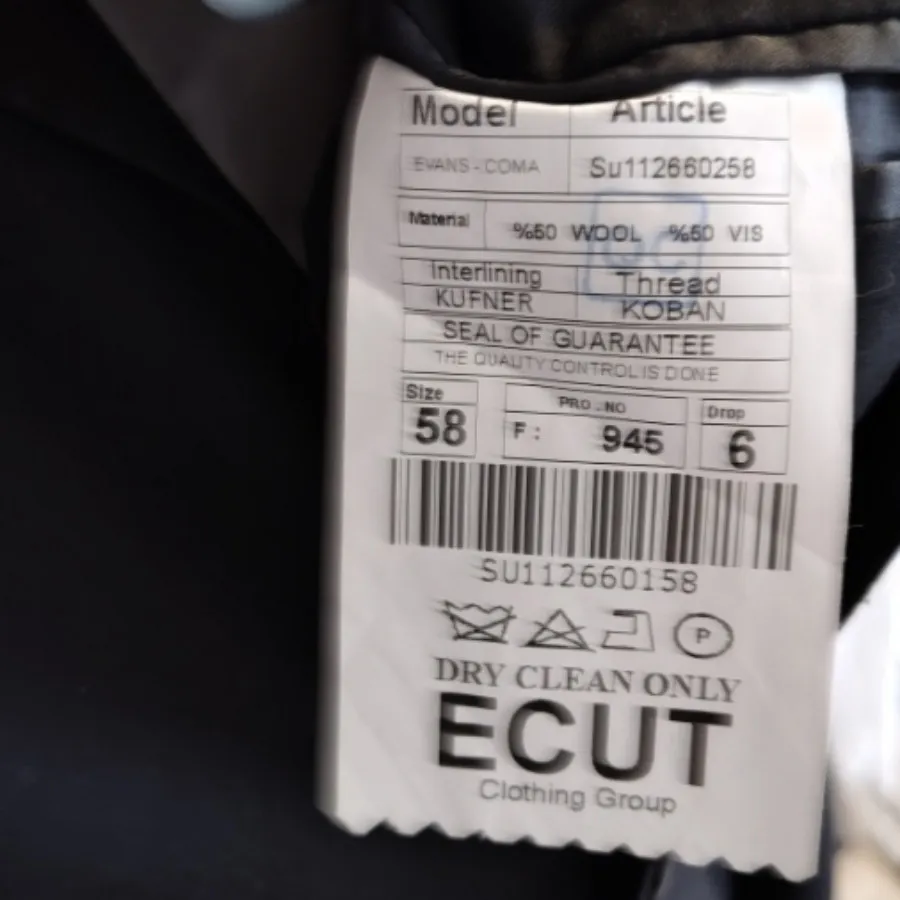 Model Article
EVANS - COMA Su112660258
Material %50 WOOL %50 VIS
Interlining Thread
KUFNER KOBAN
SEAL OF GUARANTEE
THE QUALITY CONTROL IS DONE
Size PRO.NO Drop
58 F: 945 6
SU112660158
P
DRY CLEAN ONLY
ECUT
Clothing Group